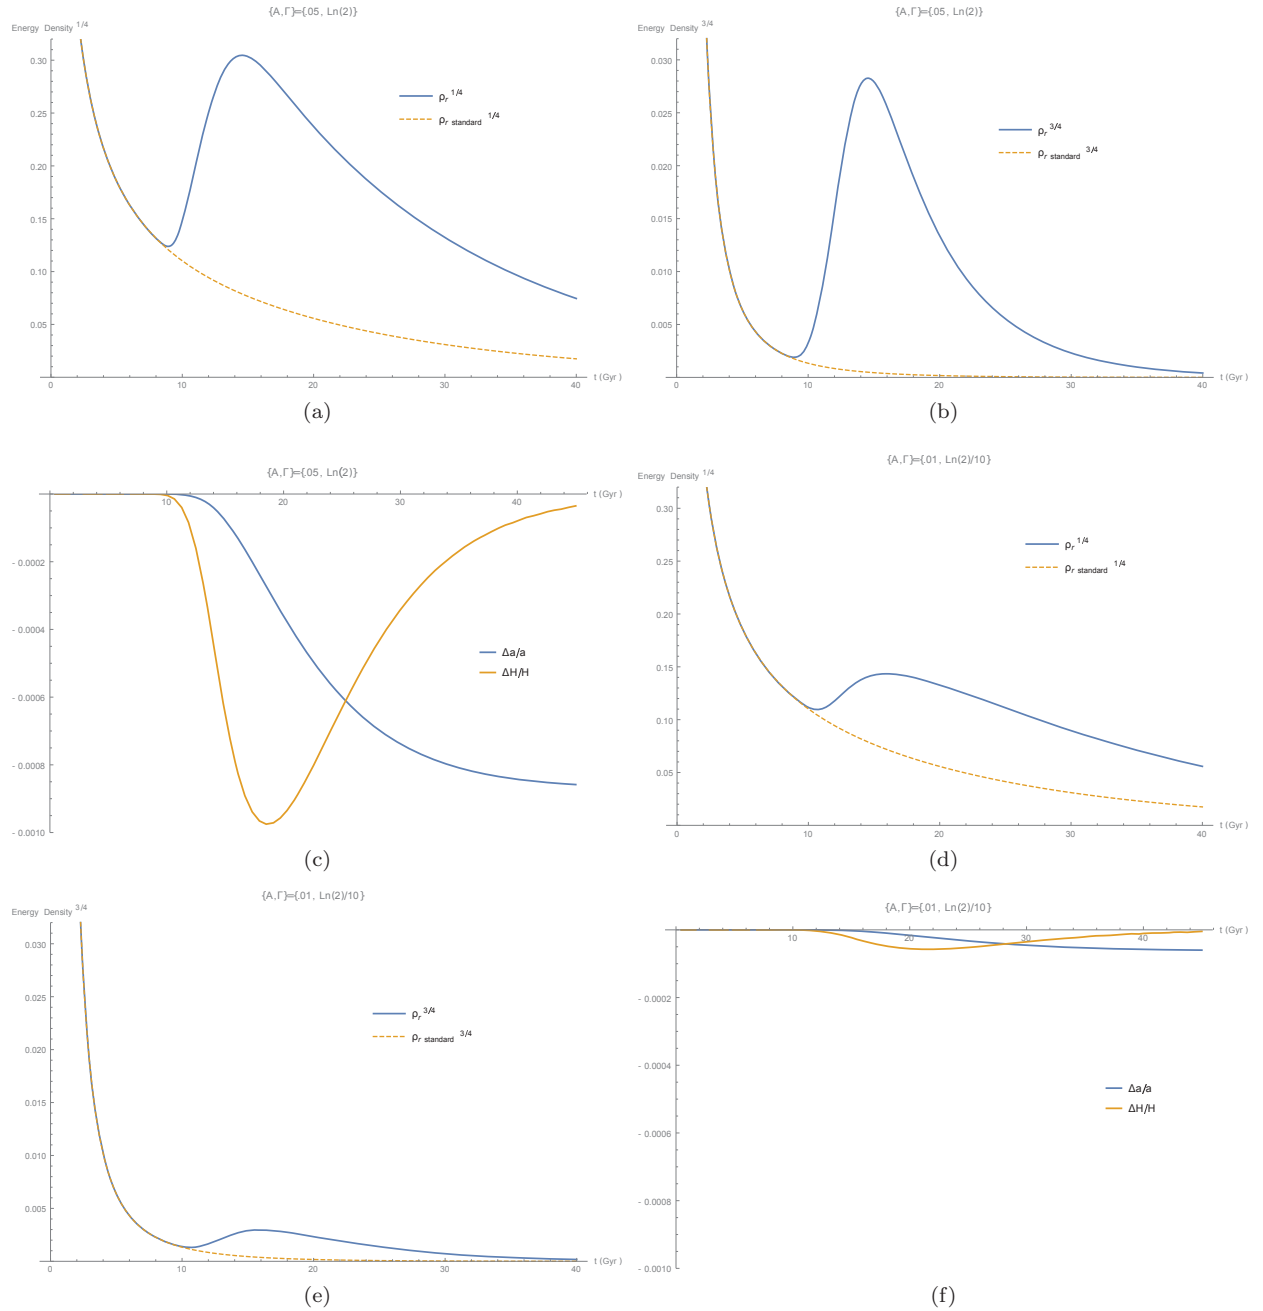 {A,Γ}={.05, Ln(2)}
Energy Density 1/4
0.30
0.25
0.20
0.15
0.10
0.05
ρr 1/4
ρr standard 1/4
0 10 20 30 40
t (Gyr )
(a)
{A,Γ}={.05, Ln(2)}
Energy Density 3/4
0.030
0.025
0.020
0.015
0.010
0.005
ρr 3/4
ρr standard 3/4
0 10 20 30 40
t (Gyr )
(b)
{A,Γ}={.05, Ln(2)}
10 20 30 40
t (Gyr )
- 0.0002
- 0.0004
- 0.0006
- 0.0008
- 0.0010
Δa/a
ΔH/H
(c)
{A,Γ}={.01, Ln(2)/10}
Energy Density 1/4
0.30
0.25
0.20
0.15
0.10
0.05
ρr 1/4
ρr standard 1/4
0 10 20 30 40
t (Gyr )
(d)
{A,Γ}={.01, Ln(2)/10}
Energy Density 3/4
0.030
0.025
0.020
0.015
0.010
0.005
ρr 3/4
ρr standard 3/4
0 10 20 30 40
t (Gyr )
(e)
{A,Γ}={.01, Ln(2)/10}
10 20 30 40
t (Gyr )
- 0.0002
- 0.0004
- 0.0006
- 0.0008
- 0.0010
Δa/a
ΔH/H
(f)